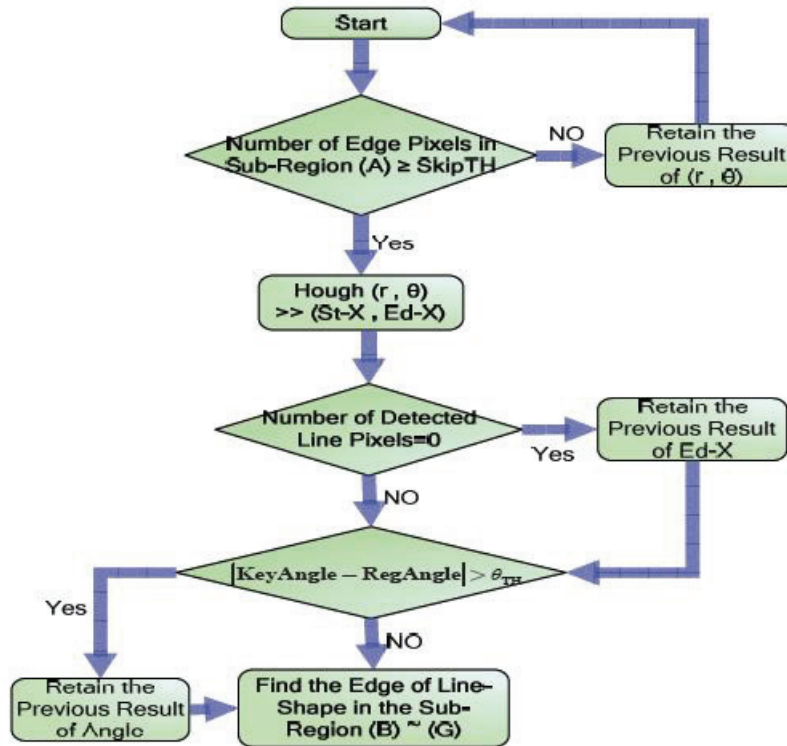 Start
Number of Edge Pixels in
Sub-Region (A) ≥ SkipTH
NO
Retain the
Previous Result
of (r , θ)
Yes
Hough (r , θ)
>> (St-X , Ed-X)
Number of Detected
Line Pixels=0
Yes
Retain the
Previous Result
of Ed-X
NO
|KeyAngle − RegAngle| > θTH
Yes
NO
Retain the
Previous Result
of Angle
Find the Edge of Line-
Shape in the Sub-
Region (B) ~ (G)